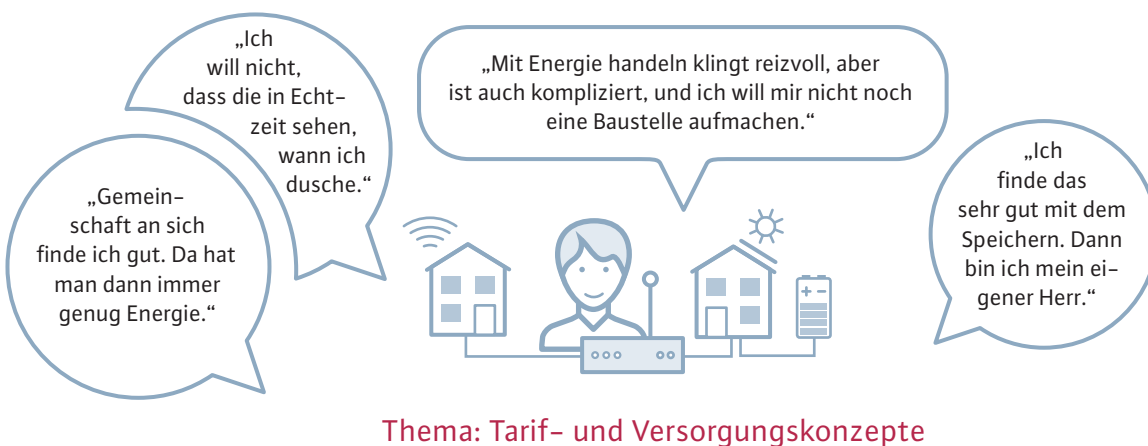 „Ich
will nicht,
dass die in Echt-
zeit sehen,
wann ich
dusche.“
„Mit Energie handeln klingt reizvoll, aber
ist auch kompliziert, und ich will mir nicht noch
eine Baustelle aufmachen.“
„Gemein-
schaft an sich
finde ich gut. Da hat
man dann immer
genug Energie.“
„Ich
finde das
sehr gut mit dem
Speichern. Dann
bin ich mein ei-
gener Herr.“
Thema: Tarif- und Versorgungskonzepte